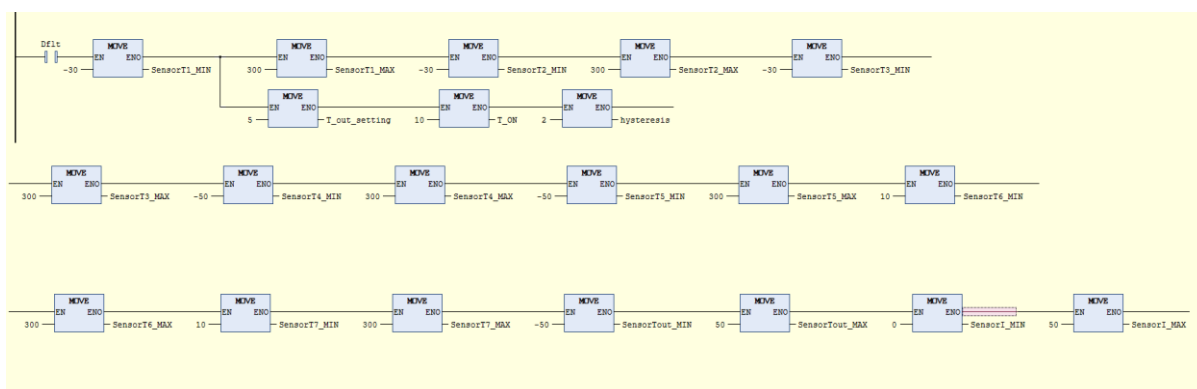 Dflt
MOVE MOVE MOVE MOVE MOVE
EN ENO EN ENO EN ENO EN ENO EN ENO
-30 SensorT1_MIN 300 SensorT1_MAX -30 SensorT2_MIN 300 SensorT2_MAX -30 SensorT3_MIN
MOVE MOVE MOVE
EN ENO EN ENO EN ENO
5 T_out_setting 10 T_ON 2 hysteresis
MOVE MOVE MOVE MOVE MOVE MOVE
EN ENO EN ENO EN ENO EN ENO EN ENO EN ENO
300 SensorT3_MAX -50 SensorT4_MIN 300 SensorT4_MAX -50 SensorT5_MIN 300 SensorT5_MAX 10 SensorT6_MIN
MOVE MOVE MOVE MOVE MOVE MOVE MOVE
EN ENO EN ENO EN ENO EN ENO EN ENO EN ENO EN ENO
300 SensorT6_MAX 10 SensorT7_MIN 300 SensorT7_MAX -50 SensorTout_MIN 50 SensorTout_MAX 0 SensorI_MIN 50 SensorI_MAX